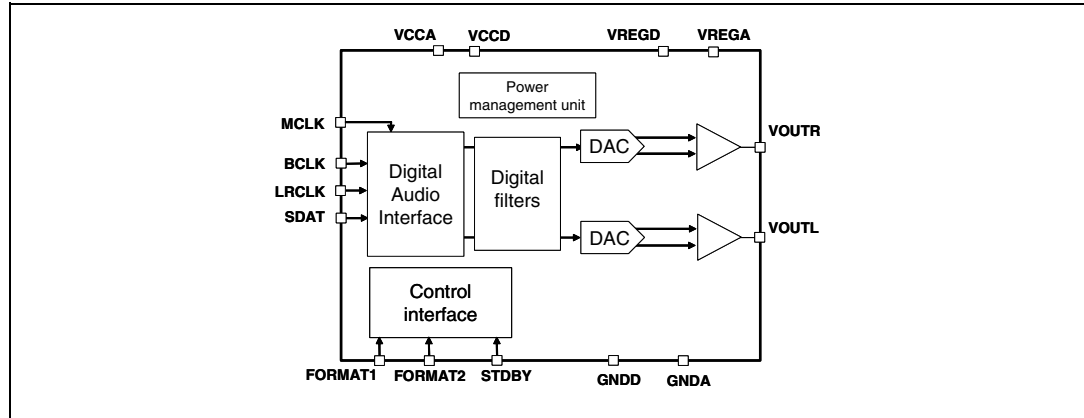 VCCA VCCD VREGD VREGA
Power
management unit
MCLK
BCLK
LRCLK
SDAT
Digital
Audio
Interface
Digital
filters
DAC
VOUTR
DAC
VOUTL
Control
interface
FORMAT1 FORMAT2 STDBY GNDD GNDA